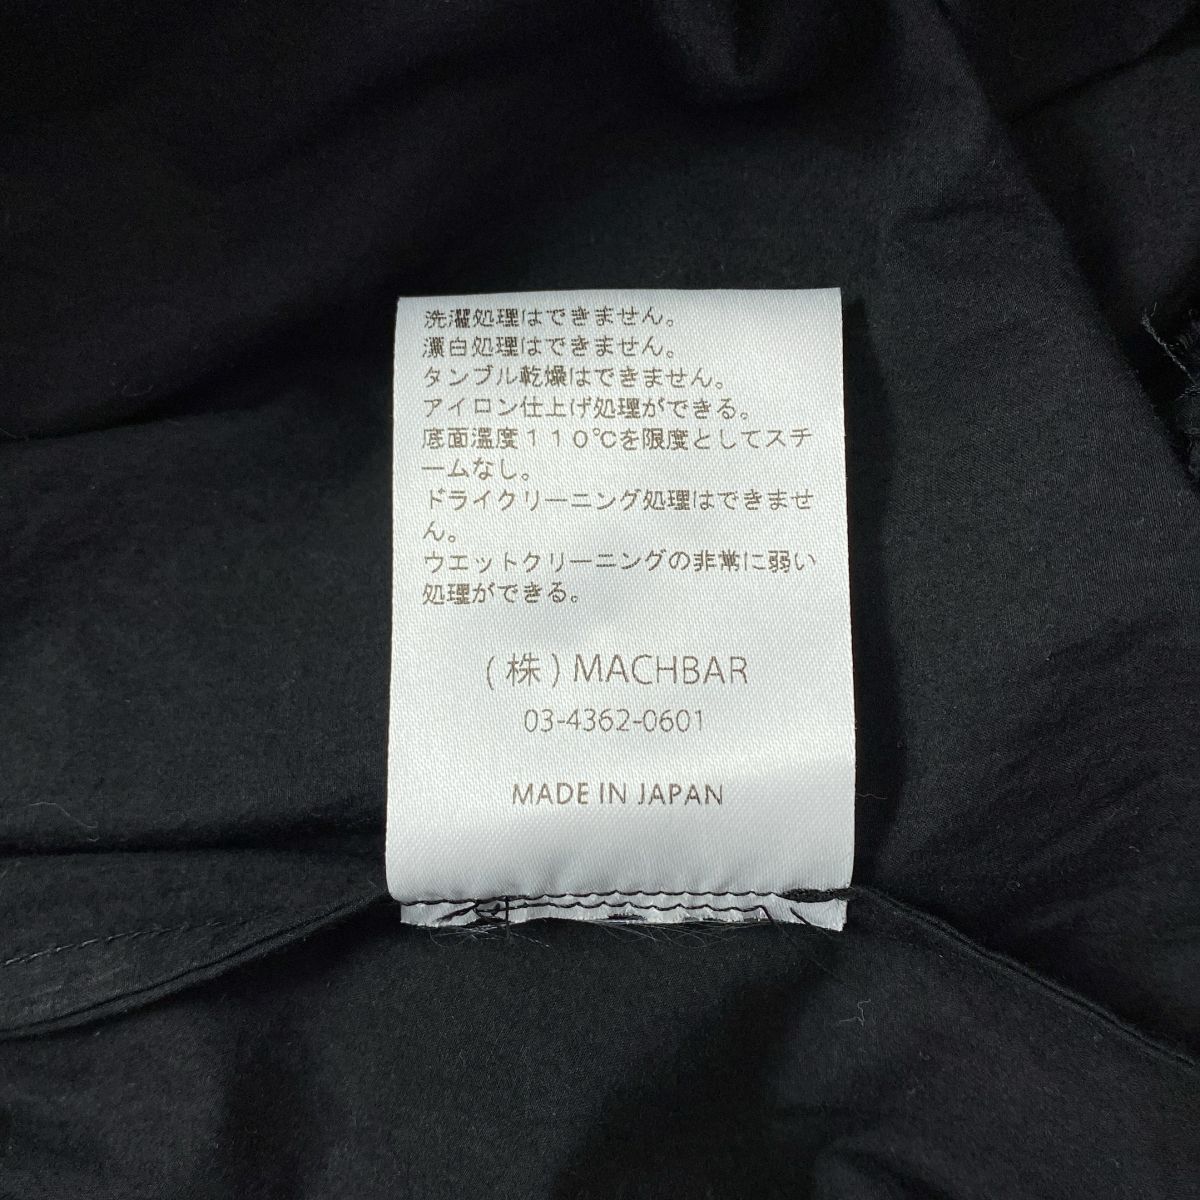 洗濯処理はできません。
漂白処理はできません。
タンブル乾燥はできません。
アイロン仕上げ処理ができる。
底面温度１１０℃を限度としてスチ
ームなし。
ドライクリーニング処理はできませ
ん。
ウエットクリーニングの非常に弱い
処理ができる。
(株) MACHBAR
03-4362-0601
MADE IN JAPAN